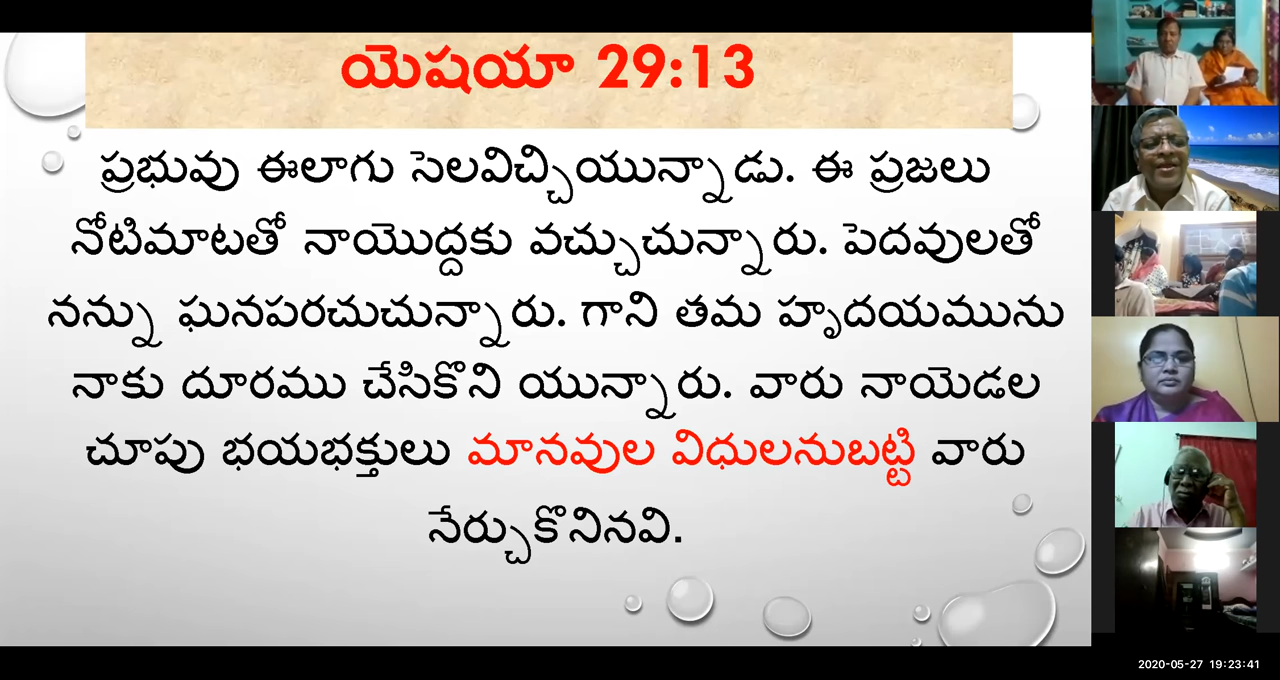 యెషయా 29:13
ప్రభువు ఈలాగు సెలవిచ్చియున్నాడు. ఈ ప్రజలు
నోటిమాటతో నాయొద్దకు వచ్చుచున్నారు. పెదవులతో
నన్ను ఘనపరచుచున్నారు. గాని తమ హృదయమును
నాకు దూరము చేసికొని యున్నారు. వారు నాయెడల
చూపు భయభక్తులు మానవుల విధులనుబట్టి వారు
నేర్చుకొనినవి.
2020-05-27 19:23:41